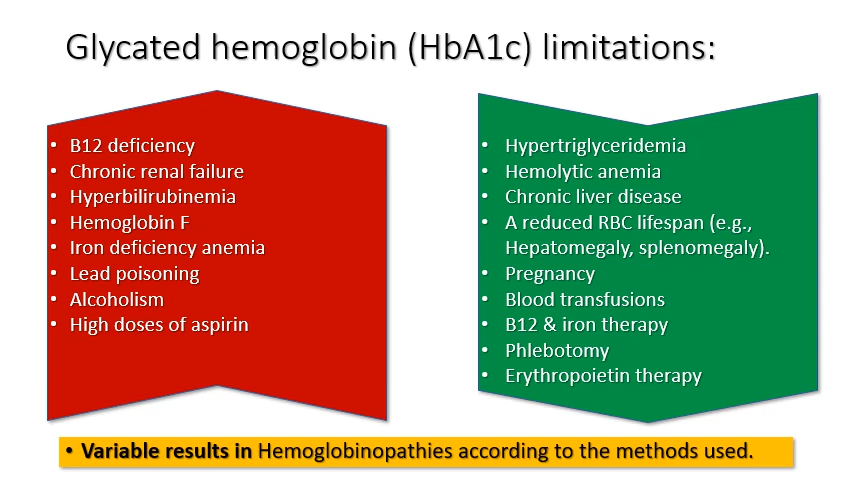 Glycated hemoglobin (HbA1c) limitations:
• B12 deficiency
• Chronic renal failure
• Hyperbilirubinemia
• Hemoglobin F
• Iron deficiency anemia
• Lead poisoning
• Alcoholism
• High doses of aspirin
• Hypertriglyceridemia
• Hemolytic anemia
• Chronic liver disease
• A reduced RBC lifespan (e.g.,
Hepatomegaly, splenomegaly).
• Pregnancy
• Blood transfusions
• B12 & iron therapy
• Phlebotomy
• Erythropoietin therapy
• Variable results in Hemoglobinopathies according to the methods used.